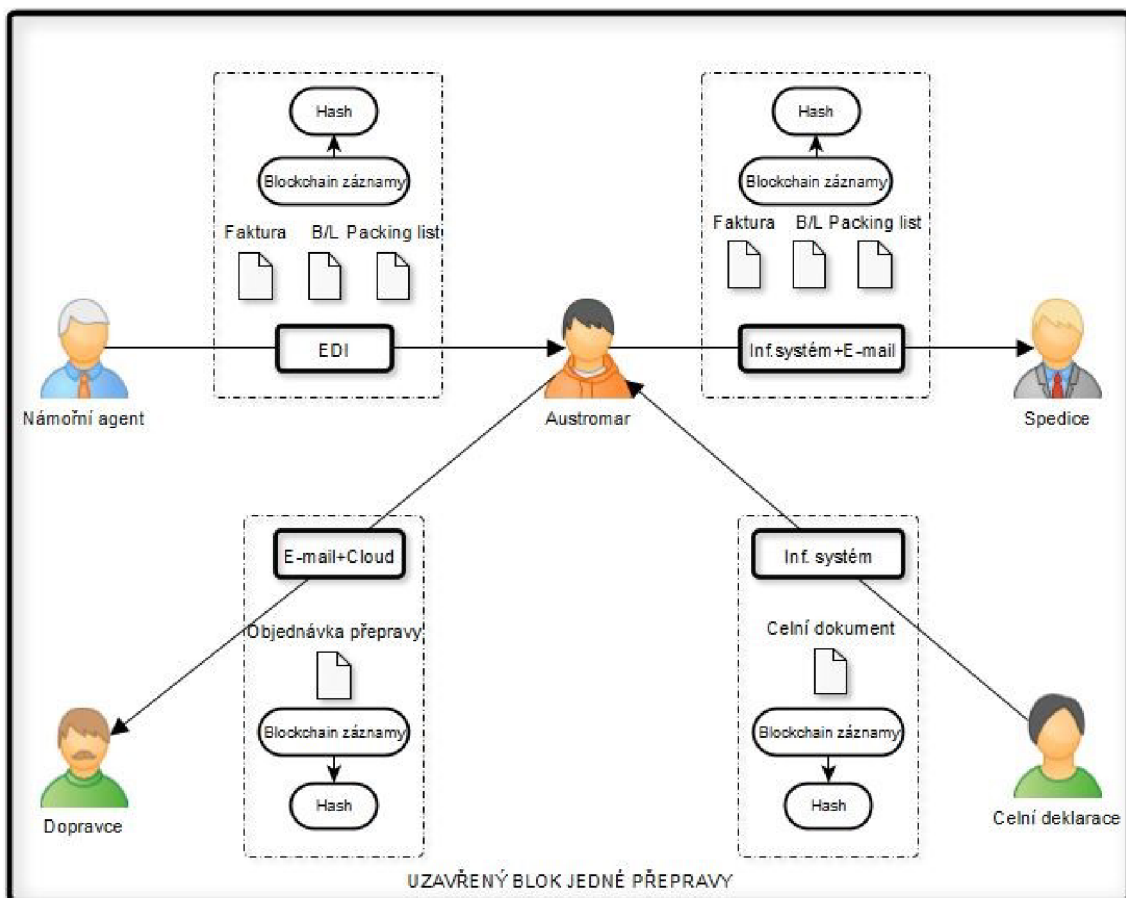 Hash
Hash
Blockchain záznamy
Blockchain záznamy
Faktura B/L Packing list
Faktura B/L Packing list
EDI
Inf.systém+E-mail
Námořní agent
Austromar
Spedice
E-mail+Cloud
Inf. systém
Objednávka přepravy
Celní dokument
Blockchain záznamy
Blockchain záznamy
Hash
Hash
Dopravce
Celní deklarace
UZAVŘENÝ BLOK JEDNÉ PŘEPRAVY